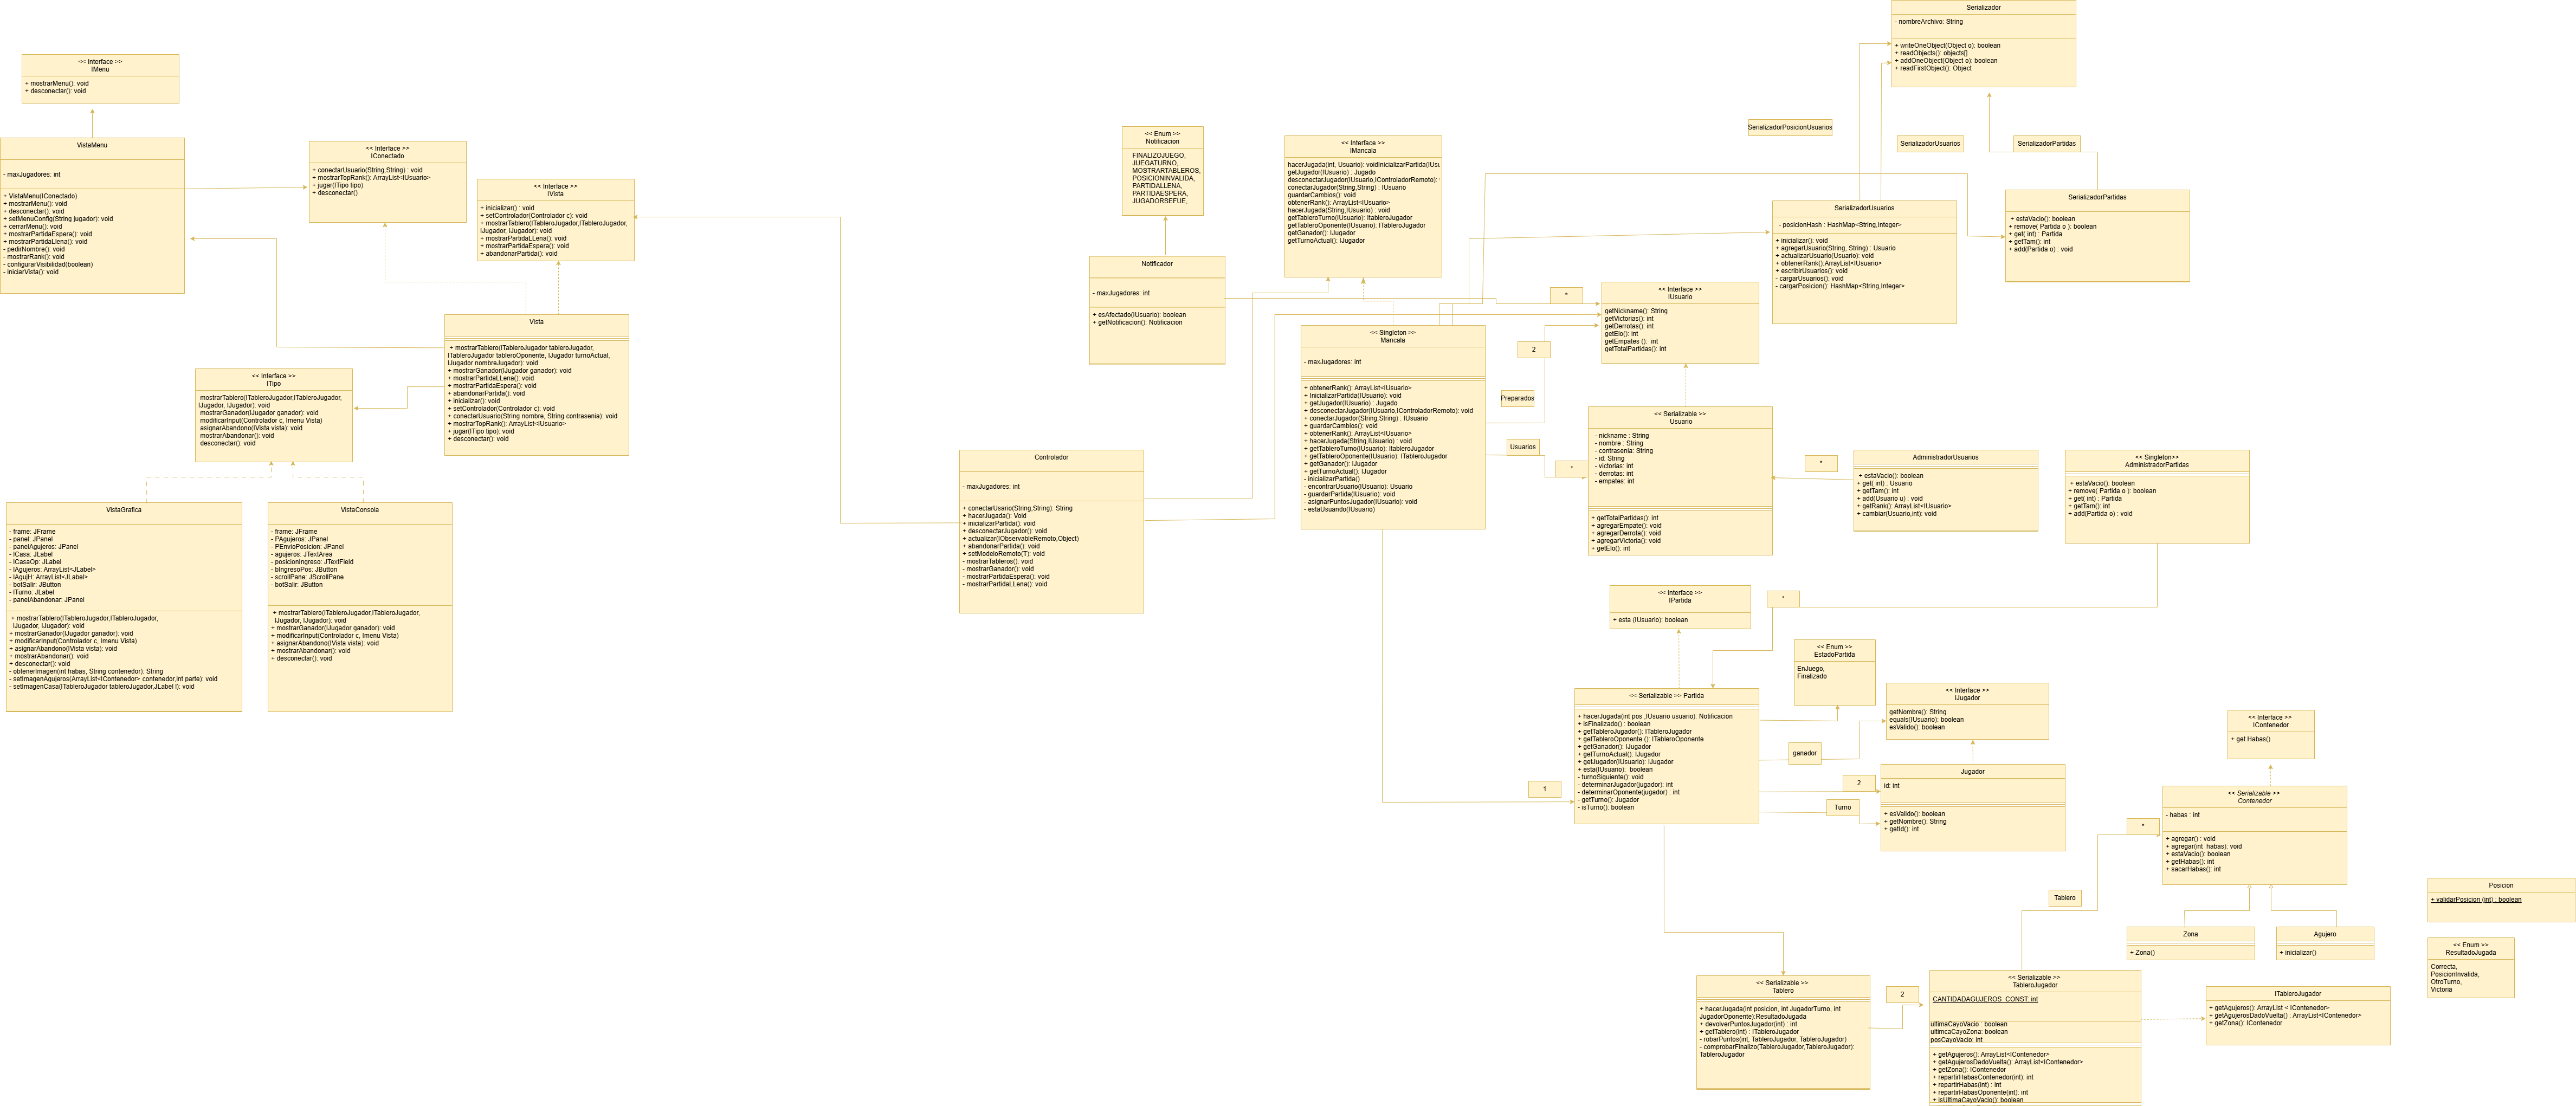 Serializador
- nombreArchivo: String
+ writeOneObject(Object o): boolean
+ readObjects(): objects[]
+ addOneObject(Object o): boolean
+ readFirstObject(): Object
<< Interface >>
IMenu
+ mostrarMenu(): void
+ desconectar(): void
VistaMenu
- maxJugadores: int
+ VistaMenu(IConectado)
+ mostrarMenu(): void
+ desconectar(): void
+ setMenuConfig(String jugador): void
+ cerrarMenu(): void
+ mostrarPartidaEspera(): void
+ mostrarPartidaLlena(): void
- pedirNombre(): void
- mostrarRank(): void
- configurarVisibilidad(boolean)
- iniciarVista(): void
<< Interface >>
IConectado
+ conectarUsuario(String,String) : void
+ mostrarTopRank(): ArrayList<IUsuario>
+ jugar(ITipo tipo)
+ desconectar()
<< Interface >>
IVista
+ inicializar() : void
+ setControlador(Controlador c): void
+ mostrarTablero(ITableroJugador,ITableroJugador,
IJugador, IJugador): void
+ mostrarPartidaLLena(): void
+ mostrarPartidaEspera(): void
+ abandonarPartida(): void
Vista
+ mostrarTablero(ITableroJugador tableroJugador,
ITableroJugador tableroOponente, IJugador turnoActual,
IJugador nombreJugador): void
+ mostrarGanador(IJugador ganador): void
+ mostrarPartidaLLena(): void
+ mostrarPartidaEspera(): void
+ abandonarPartida(): void
+ inicializar(): void
+ setControlador(Controlador c): void
+ conectarUsuario(String nombre, String contrasenia): void
+ mostrarTopRank(): ArrayList<IUsuario>
+ jugar(ITipo tipo): void
+ desconectar(): void
<< Interface >>
ITipo
mostrarTablero(ITableroJugador,ITableroJugador,
IJugador, IJugador): void
mostrarGanador(IJugador ganador): void
modificarInput(Controlador c, Imenu Vista)
asignarAbandono(IVista vista): void
mostrarAbandonar(): void
desconectar(): void
VistaGrafica
- frame: JFrame
- panel: JPanel
- panelAgujeros: JPanel
- lCasa: JLabel
- lCasaOp: JLabel
- lAgujeros: ArrayList<JLabel>
- lAgujH: ArrayList<JLabel>
- botSalir: JButton
- lTurno: JLabel
- panelAbandonar: JPanel
+ mostrarTablero(ITableroJugador,ITableroJugador,
IJugador, IJugador): void
+ mostrarGanador(IJugador ganador): void
+ modificarInput(Controlador c, Imenu Vista)
+ asignarAbandono(IVista vista): void
+ mostrarAbandonar(): void
+ desconectar(): void
- obtenerImagen(int habas, String contenedor): String
- setImagenAgujeros(ArrayList<IContenedor> contenedor,int parte): void
- setImagenCasa(ITableroJugador tableroJugador,JLabel l): void
VistaConsola
- frame: JFrame
- PAgujeros: JPanel
- PEnvioPosicion: JPanel
- agujeros: JTextArea
- posicionIngreso: JTextField
- bIngresoPos: JButton
- scrollPane: JScrollPane
- botSalir: JButton
+ mostrarTablero(ITableroJugador,ITableroJugador,
IJugador, IJugador): void
+ mostrarGanador(IJugador ganador): void
+ modificarInput(Controlador c, Imenu Vista)
+ asignarAbandono(IVista vista): void
+ mostrarAbandonar(): void
+ desconectar(): void
Controlador
- maxJugadores: int
+ conectarUsario(String,String): String
+ hacerJugada(): Void
+ inicializarPartida(): void
+ desconectarJugador(): void
+ actualizar(IObservableRemoto,Object)
+ abandonarPartida(): void
+ setModeloRemoto(T): void
- mostrarTableros(): void
- mostrarGanador(): void
- mostrarPartidaEspera(): void
- mostrarPartidaLLena(): void
<< Enum >>
Notificacion
FINALIZOJUEGO,
JUEGATURNO,
MOSTRARTABLEROS,
POSICIONINVALIDA,
PARTIDALLENA,
PARTIDAESPERA,
JUGADORSEFUE,
Notificador
- maxJugadores: int
+ esAfectado(IUsuario): boolean
+ getNotificacion(): Notificacion
<< Interface >>
IMancala
hacerJugada(int, Usuario): voidInicializarPartida(IUsu
getJugador(IUsuario) : Jugado
desconectarJugador(IUsuario,IControladorRemoto):
conectarJugador(String,String) : IUsuario
guardarCambios(): void
obtenerRank(): ArrayList<IUsuario>
hacerJugada(String,IUsuario) : void
getTableroTurno(IUsuario): ItableroJugador
getTableroOponente(IUsuario): ITableroJugador
getGanador(): IJugador
getTurnoActual(): IJugador
<< Singleton >>
Mancala
- maxJugadores: int
+ obtenerRank(): ArrayList<IUsuario>
+ InicializarPartida(IUsuario): void
+ getJugador(IUsuario) : Jugado
+ desconectarJugador(IUsuario,IControladorRemoto): void
+ conectarJugador(String,String) : IUsuario
+ guardarCambios(): void
+ obtenerRank(): ArrayList<IUsuario>
+ hacerJugada(String,IUsuario) : void
+ getTableroTurno(IUsuario): ItableroJugador
+ getTableroOponente(IUsuario): ITableroJugador
+ getGanador(): IJugador
+ getTurnoActual(): IJugador
- inicializarPartida()
- encontrarUsuario(IUsuario): Usuario
- guardarPartida(IUsuario): void
- asignarPuntosJugador(IUsuario): void
- estaUsando(IUsuario)
*
2
Preparados
Usuarios
*
<< Interface >>
IUsuario
getNickname(): String
getVictorias(): int
getDerrotas(): int
getElo(): int
getEmpates (): int
getTotalPartidas(): int
<< Serializable >>
Usuario
- nickname : String
- nombre : String
- contrasenia: String
- id: String
- victorias: int
- derrotas: int
- empates: int
+ getTotalPartidas(): int
+ agregarEmpate(): void
+ agregarDerrota(): void
+ agregarVictoria(): void
+ getElo(): int
SerializadorPosicionUsuarios
SerializadorUsuarios
SerializadorPartidas
SerializadorUsuarios
- posicionHash : HashMap<String,Integer>
+ inicializar(): void
+ agregarUsuario(String, String) : Usuario
+ actualizarUsuario(Usuario): void
+ obtenerRank():ArrayList<IUsuario>
+ escribirUsuarios(): void
- cargarUsuarios(): void
- cargarPosicion(): HashMap<String,Integer>
SerializadorPartidas
+ estaVacio(): boolean
+ remove( Partida o ): boolean
+ get( int) : Partida
+ getTam(): int
+ add(Partida o) : void
*
AdministradorUsuarios
+ estaVacio(): boolean
+ get( int) : Usuario
+ getTam(): int
+ add(Usuario u) : void
+ getRank(): ArrayList<IUsuario>
+ cambiar(Usuario,int): void
<< Singleton>>
AdministradorPartidas
+ estaVacio(): boolean
+ remove( Partida o ): boolean
+ get( int) : Partida
+ getTam(): int
+ add(Partida o) : void
<< Interface >>
IPartida
+ esta (IUsuario): boolean
*
<< Enum >>
EstadoPartida
EnJuego,
Finalizado
<< Serializable >> Partida
+ hacerJugada(int pos ,IUsuario usuario): Notificacion
+ isFinalizado() : boolean
+ getTableroJugador(): ITableroJugador
+ getTableroOponente (): ITableroOponente
+ getGanador(): IJugador
+ getTurnoActual(): IJugador
+ getJugador(IUsuario): IJugador
+ esta(IUsuario): boolean
- turnoSiguiente(): void
- determinarJugador(jugador): int
- determinarOponente(jugador) : int
- getTurno(): Jugador
- isTurno(): boolean
1
ganador
2
Turno
<< Interface >>
IJugador
getNombre(): String
equals(IUsuario): boolean
esValido(): boolean
Jugador
id: int
+ esValido(): boolean
+ getNombre(): String
+ getId(): int
<< Interface >>
IContenedor
+ get Habas()
<< Serializable >>
Contenedor
- habas : int
+ agregar() : void
+ agregar(int habas): void
+ estaVacio(): boolean
+ getHabas(): int
+ sacarHabas(): int
*
Tablero
Zona
+ Zona()
Agujero
+ inicializar()
Posicion
+ validarPosicion (int) : boolean
<< Enum >>
ResultadoJugada
Correcta,
PosicionInvalida,
OtroTurno,
Victoria
<< Serializable >>
Tablero
+ hacerJugada(int posicion, int JugadorTurno, int
JugadorOponente):ResultadoJugada
+ devolverPuntosJugador(int) : int
+ getTablero(int) : ITableroJugador
- robarPuntos(int, TableroJugador, TableroJugador)
- comprobarFinalizo(TableroJugador,TableroJugador):
TableroJugador
2
<< Serializable >>
TableroJugador
CANTIDADAGUJEROS_CONST: int
ultimaCayoVacio : boolean
ultimcaCayoZona: boolean
posCayoVacio: int
+ getAgujeros(): ArrayList<IContenedor>
+ getAgujerosDadoVuelta(): ArrayList<IContenedor>
+ getZona(): IContenedor
+ repartirHabasContenedor(int): int
+ repartirHabas(int) : int
+ repartirHabasOponente(int): int
+ isUltimaCayoVacio(): boolean
ITableroJugador
+ getAgujeros(): ArrayList < IContenedor>
+ getAgujerosDadoVuelta() : ArrayList<IContenedor>
+ getZona(): IContenedor